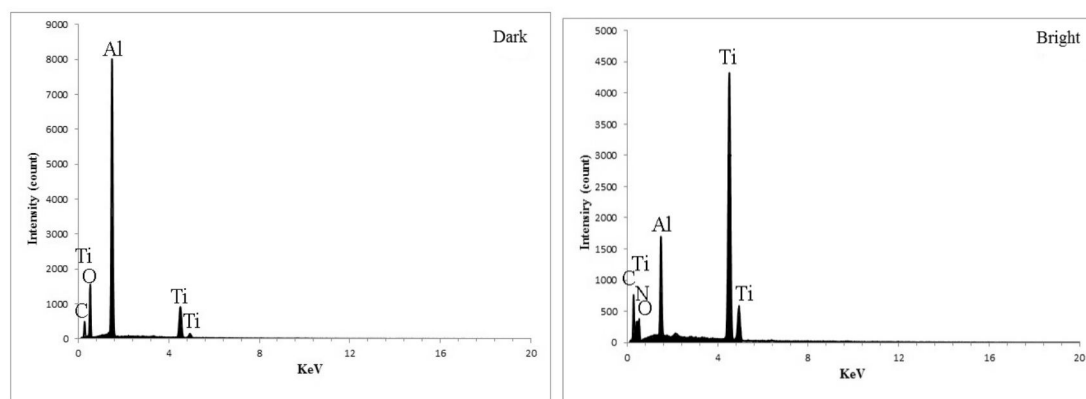 Dark
9000
8000
7000
6000
5000
4000
3000
2000
1000
0
Intensity (count)
Al
Ti
O
C
Ti
Ti
0 4 8 12 16 20
KeV
Bright
5000
4500
4000
3500
3000
2500
2000
1500
1000
500
0
Intensiry (count)
Ti
Al
C Ti
N
O
Ti
0 4 8 12 16 20
KeV